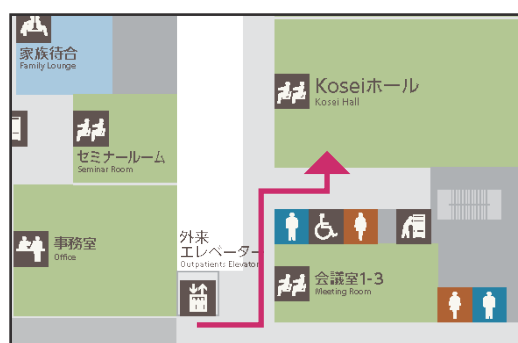 家族待合
Family Lounge
Koseiホール
Kosei Hall
セミナールーム
Seminar Room
事務室
Office
外来
エレベーター
Outpatients Elevator
会議室1-3
Meeting Room